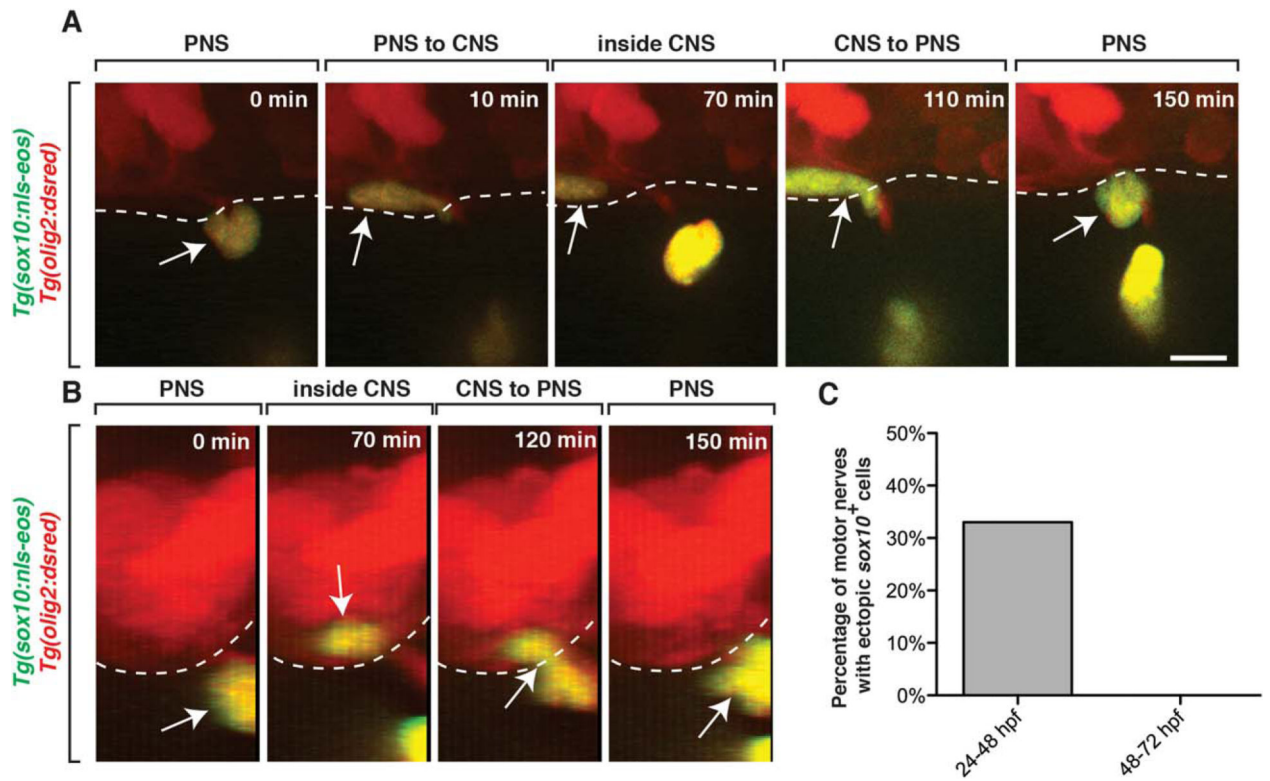 A
PNS
PNS to CNS
inside CNS
CNS to PNS
PNS
Tg(sox10:nls-eos)
Tg(olig2:dsred)
0 min
10 min
70 min
110 min
150 min
B
PNS
inside CNS
CNS to PNS
PNS
Tg(sox10:nls-eos)
Tg(olig2:dsred)
0 min
70 min
120 min
150 min
C
Percentage of motor nerves
with ectopic sox10+ cells
50%
40%
30%
20%
10%
0%
24-48 hpf
48-72 hpf